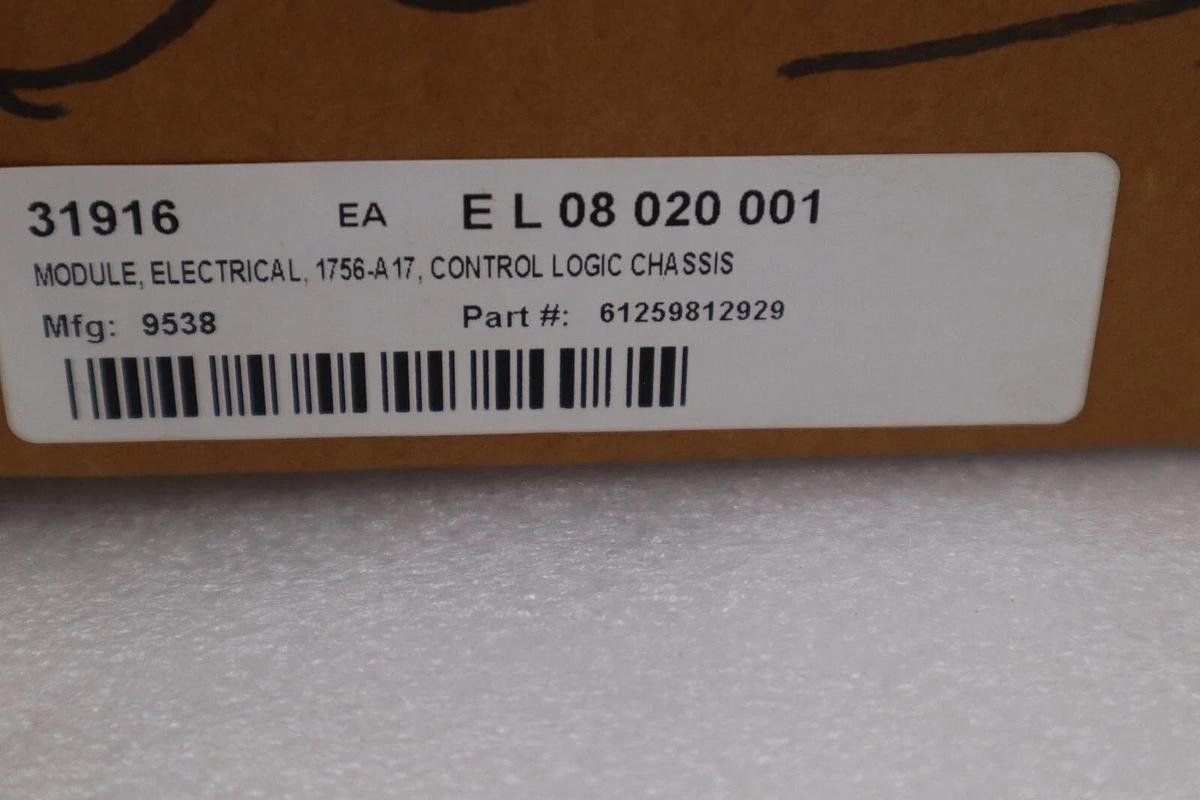 31916 EA E L 08 020 001
MODULE, ELECTRICAL, 1756-A17, CONTROL LOGIC CHASSIS
Mfg: 9538 Part #: 61259812929